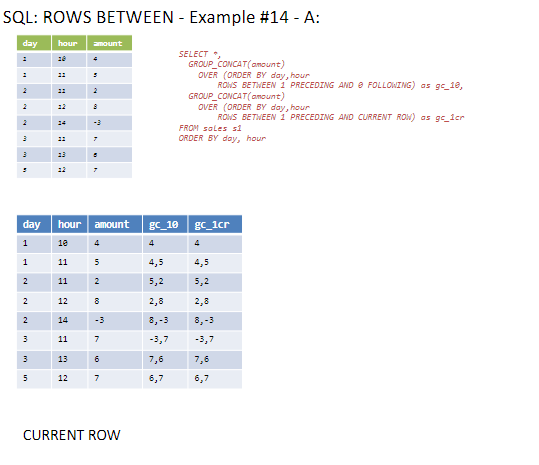 SQL: ROWS BETWEEN - Example #14 - A:
day hour amount
1 10 4
1 11 5
2 11 2
2 12 8
2 14 -3
3 11 7
3 13 6
5 12 7
SELECT *,
GROUP_CONCAT(amount)
OVER (ORDER BY day,hour
ROWS BETWEEN 1 PRECEDING AND 0 FOLLOWING) as gc_10,
GROUP_CONCAT(amount)
OVER (ORDER BY day,hour
ROWS BETWEEN 1 PRECEDING AND CURRENT ROW) as gc_1cr
FROM sales s1
ORDER BY day, hour
day hour amount gc_10 gc_1cr
1 10 4 4 4
1 11 5 4,5 4,5
2 11 2 5,2 5,2
2 12 8 2,8 2,8
2 14 -3 8,-3 8,-3
3 11 7 -3,7 -3,7
3 13 6 7,6 7,6
5 12 7 6,7 6,7
CURRENT ROW